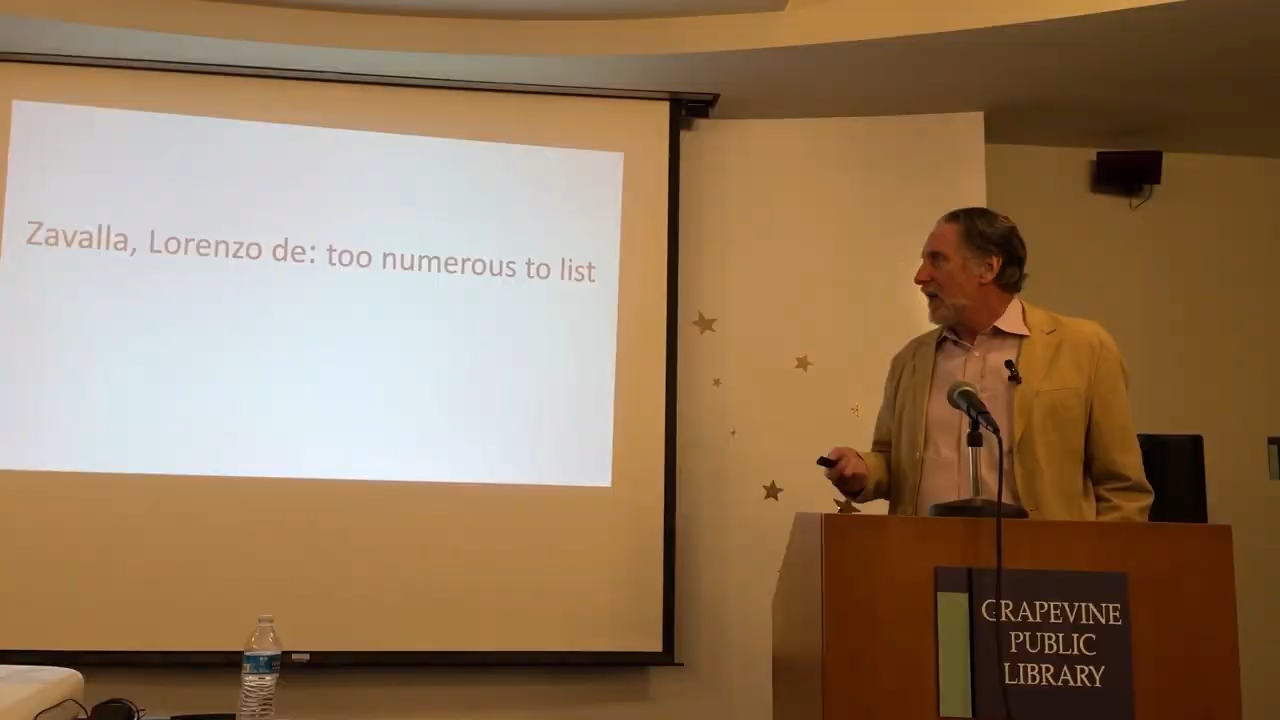 Zavalla, Lorenzo de: too numerous to list
GRAPEVINE
PUBLIC
LIBRARY